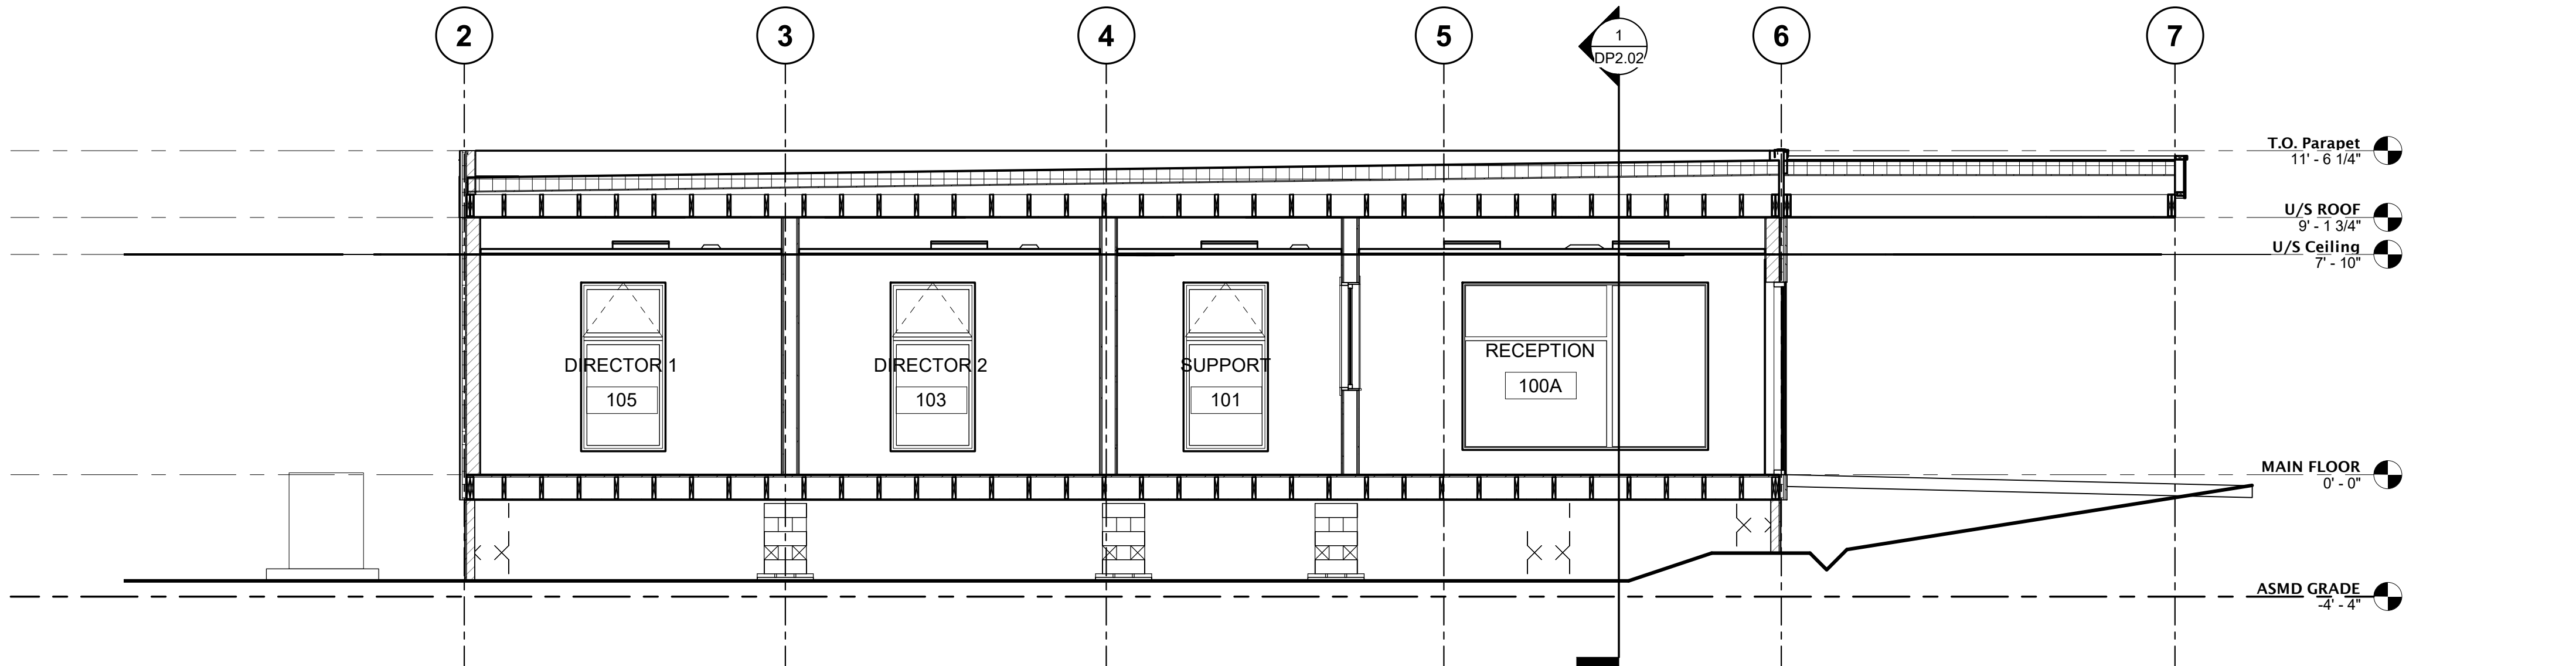 2
3
4
5
1
DP2.02
6
7
T.O. Parapet
11' - 6 1/4"
U/S ROOF
9' - 1 3/4"
U/S Ceiling
7' - 10"
DIRECTOR 1
105
DIRECTOR 2
103
SUPPORT
101
RECEPTION
100A
MAIN FLOOR
0' - 0"
ASMD GRADE
-4' - 4"